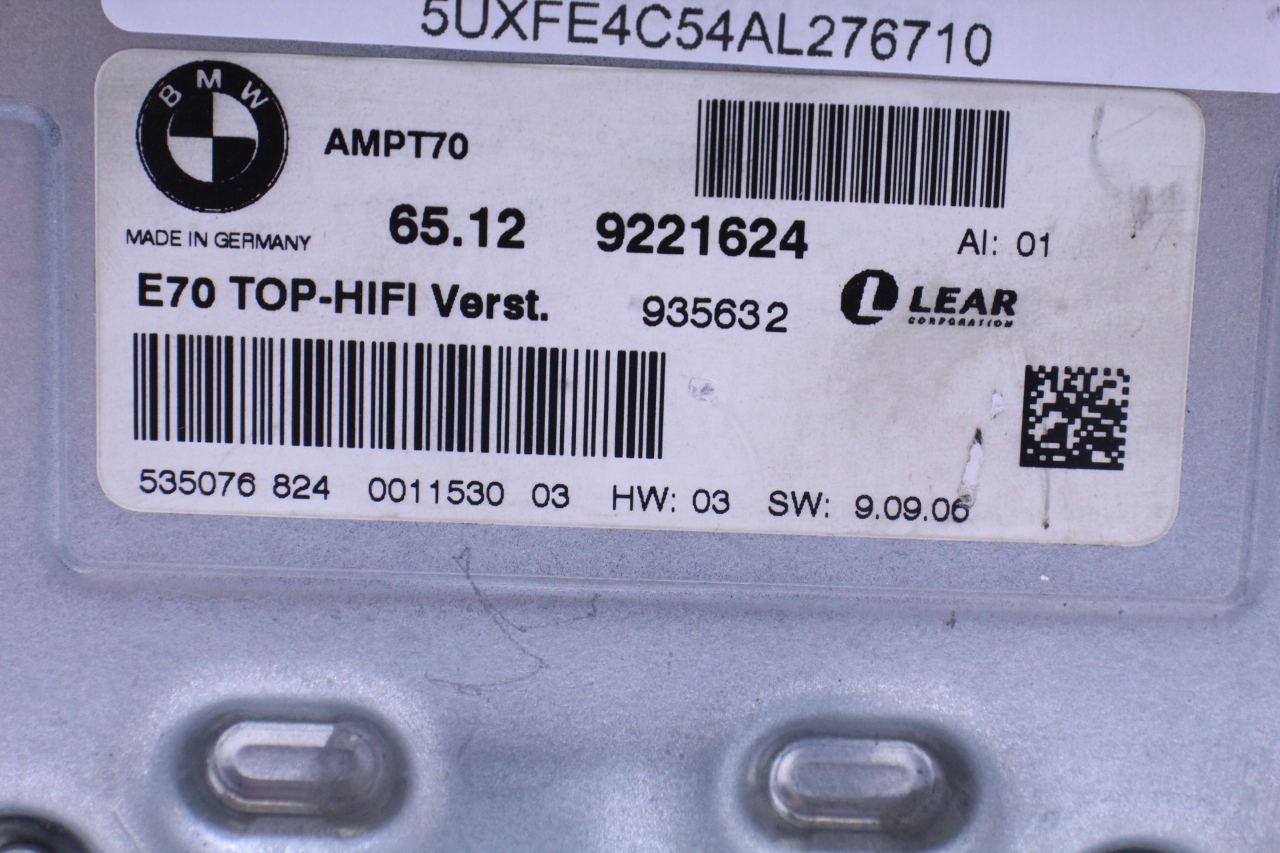 5UXFE4C54AL276710
BMW
AMPT70
MADE IN GERMANY
65.12 9221624
AI: 01
E70 TOP-HIFI Verst. 935632
LEAR
CORPORATION
535076 824 0011530 03 HW: 03 SW: 9.09.06